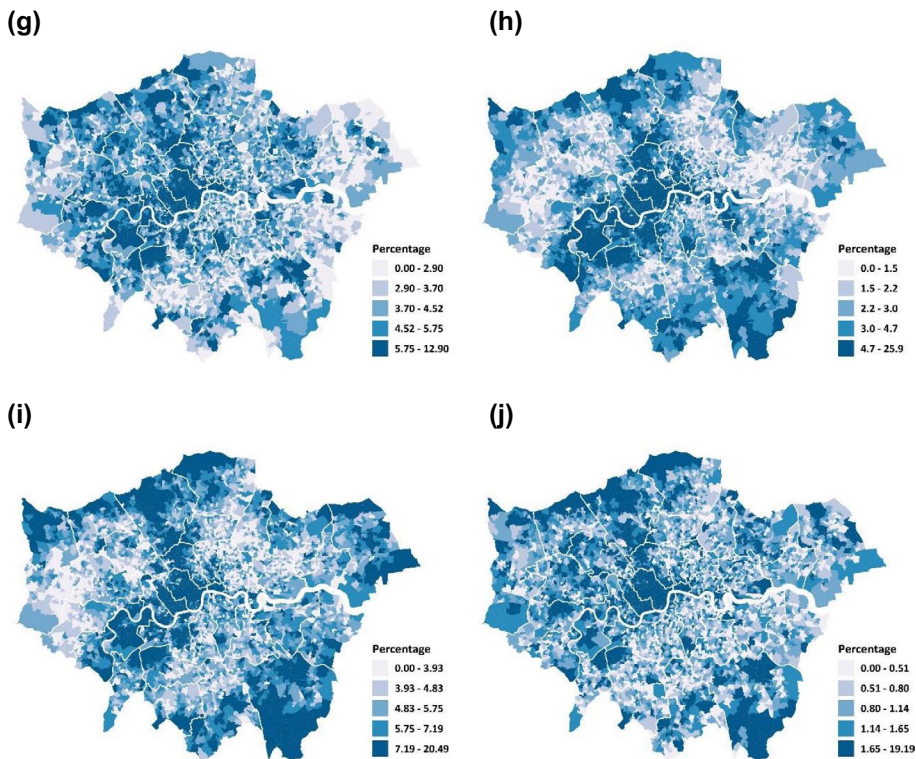 (g)
(h)
Percentage
0.00 - 2.90
2.90 - 3.70
3.70 - 4.52
4.52 - 5.75
5.75 - 12.90
Percentage
0.0 - 1.5
1.5 - 2.2
2.2 - 3.0
3.0 - 4.7
4.7 - 25.9
(i)
(j)
Percentage
0.00 - 3.93
3.93 - 4.83
4.83 - 5.75
5.75 - 7.19
7.19 - 20.49
Percentage
0.00 - 0.51
0.51 - 0.80
0.80 - 1.14
1.14 - 1.65
1.65 - 19.19